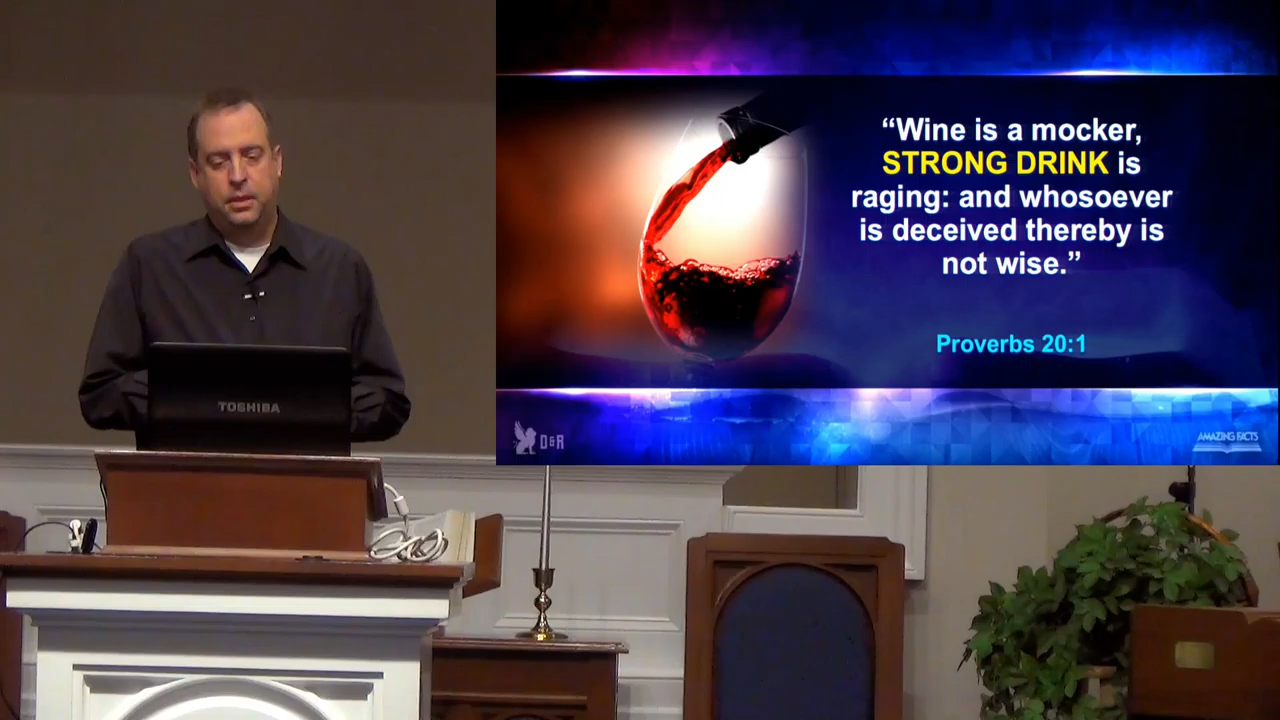 “Wine is a mocker,
STRONG DRINK is
raging: and whosoever
is deceived thereby is
not wise.”
Proverbs 20:1
D&R
AMAZING FACTS
TOSHIBA